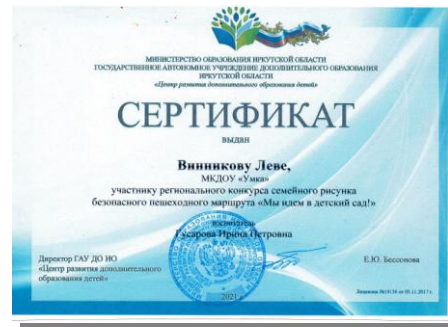 МИНИСТЕРСТВО ОБРАЗОВАНИЯ ИРКУТСКОЙ ОБЛАСТИ
ГОСУДАРСТВЕННОЕ АВТОНОМНОЕ УЧРЕЖДЕНИЕ ДОПОЛНИТЕЛЬНОГО ОБРАЗОВАНИЯ
ИРКУТСКОЙ ОБЛАСТИ
«Центр развития дополнительного образования детей»
СЕРТИФИКАТ
выдан
Винникову Леве,
МКДОУ «Умка»
участнику регионального конкурса семейного рисунка
безопасного пешеходного маршрута «Мы идем в детский сад!»
воспитатель
Гусарова Ирина Петровна
Директор ГАУ ДО ИО
«Центр развития дополнительного
образования детей»
Е.Ю. Бессонова
2021